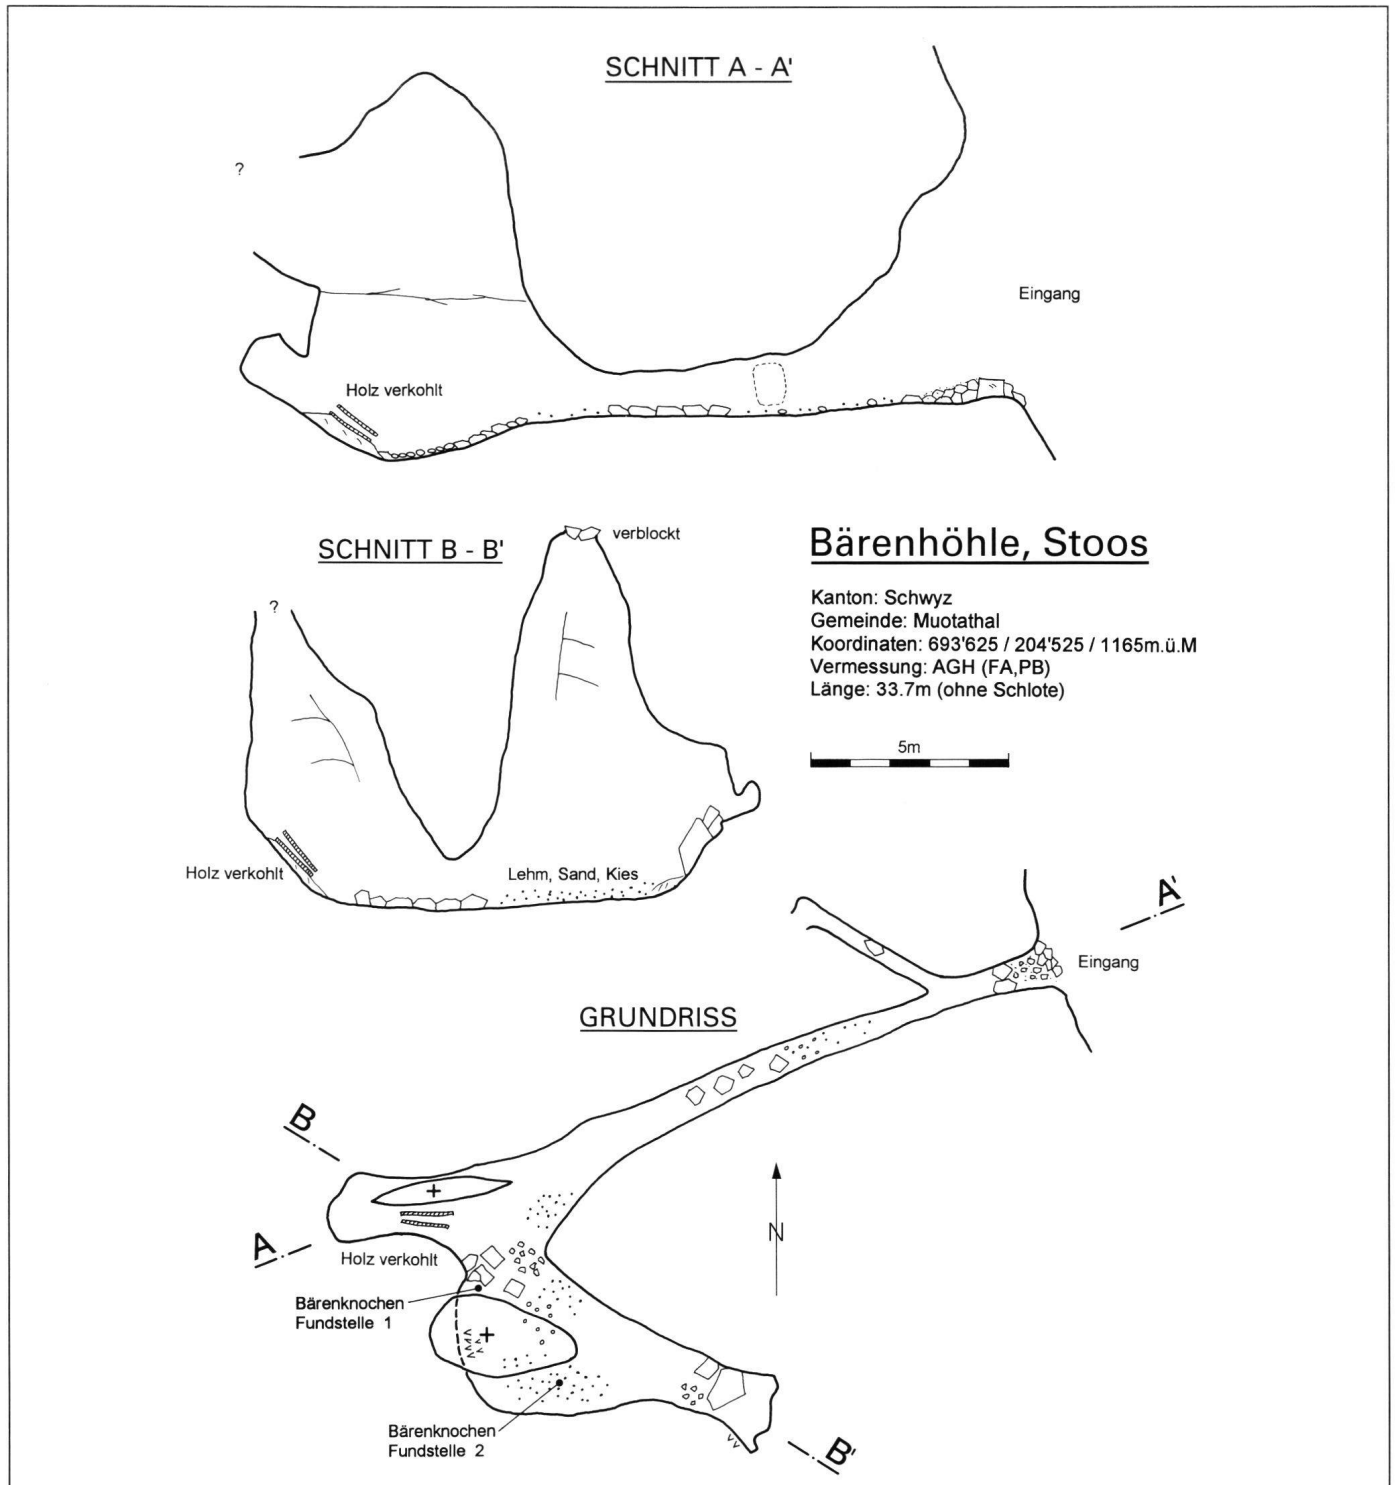 SCHNITT A - A'
?
Eingang
Holz verkohlt
SCHNITT B - B'
verblockt
?
Holz verkohlt
Lehm, Sand, Kies
Bärenhöhle, Stoos
Kanton: Schwyz
Gemeinde: Muotathal
Koordinaten: 693'625 / 204'525 / 1165m.ü.M
Vermessung: AGH (FA,PB)
Länge: 33.7m (ohne Schlote)
5m
A'
Eingang
GRUNDRISS
B
N
A
Holz verkohlt
Bärenknochen
Fundstelle 1
Bärenknochen
Fundstelle 2
B'